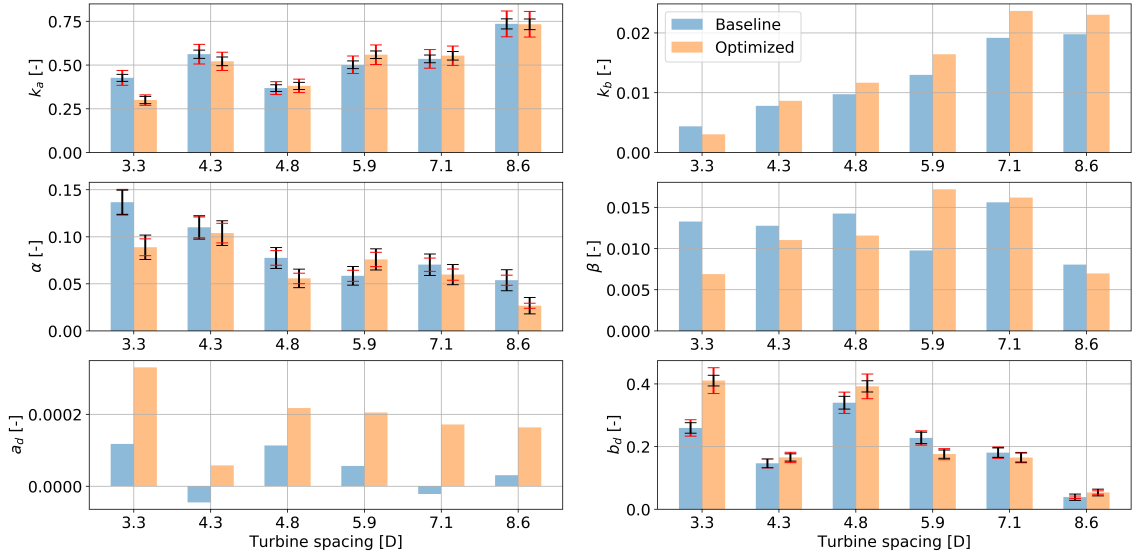 k_a [-]
0.75
0.50
0.25
0.00
3.3 4.3 4.8 5.9 7.1 8.6
k_b [-]
0.02
0.01
0.00
Baseline
Optimized
3.3 4.3 4.8 5.9 7.1 8.6
α [-]
0.15
0.10
0.05
0.00
3.3 4.3 4.8 5.9 7.1 8.6
β [-]
0.015
0.010
0.005
0.000
3.3 4.3 4.8 5.9 7.1 8.6
a_d [-]
0.0002
0.0000
3.3 4.3 4.8 5.9 7.1 8.6
Turbine spacing [D]
b_d [-]
0.4
0.2
0.0
3.3 4.3 4.8 5.9 7.1 8.6
Turbine spacing [D]